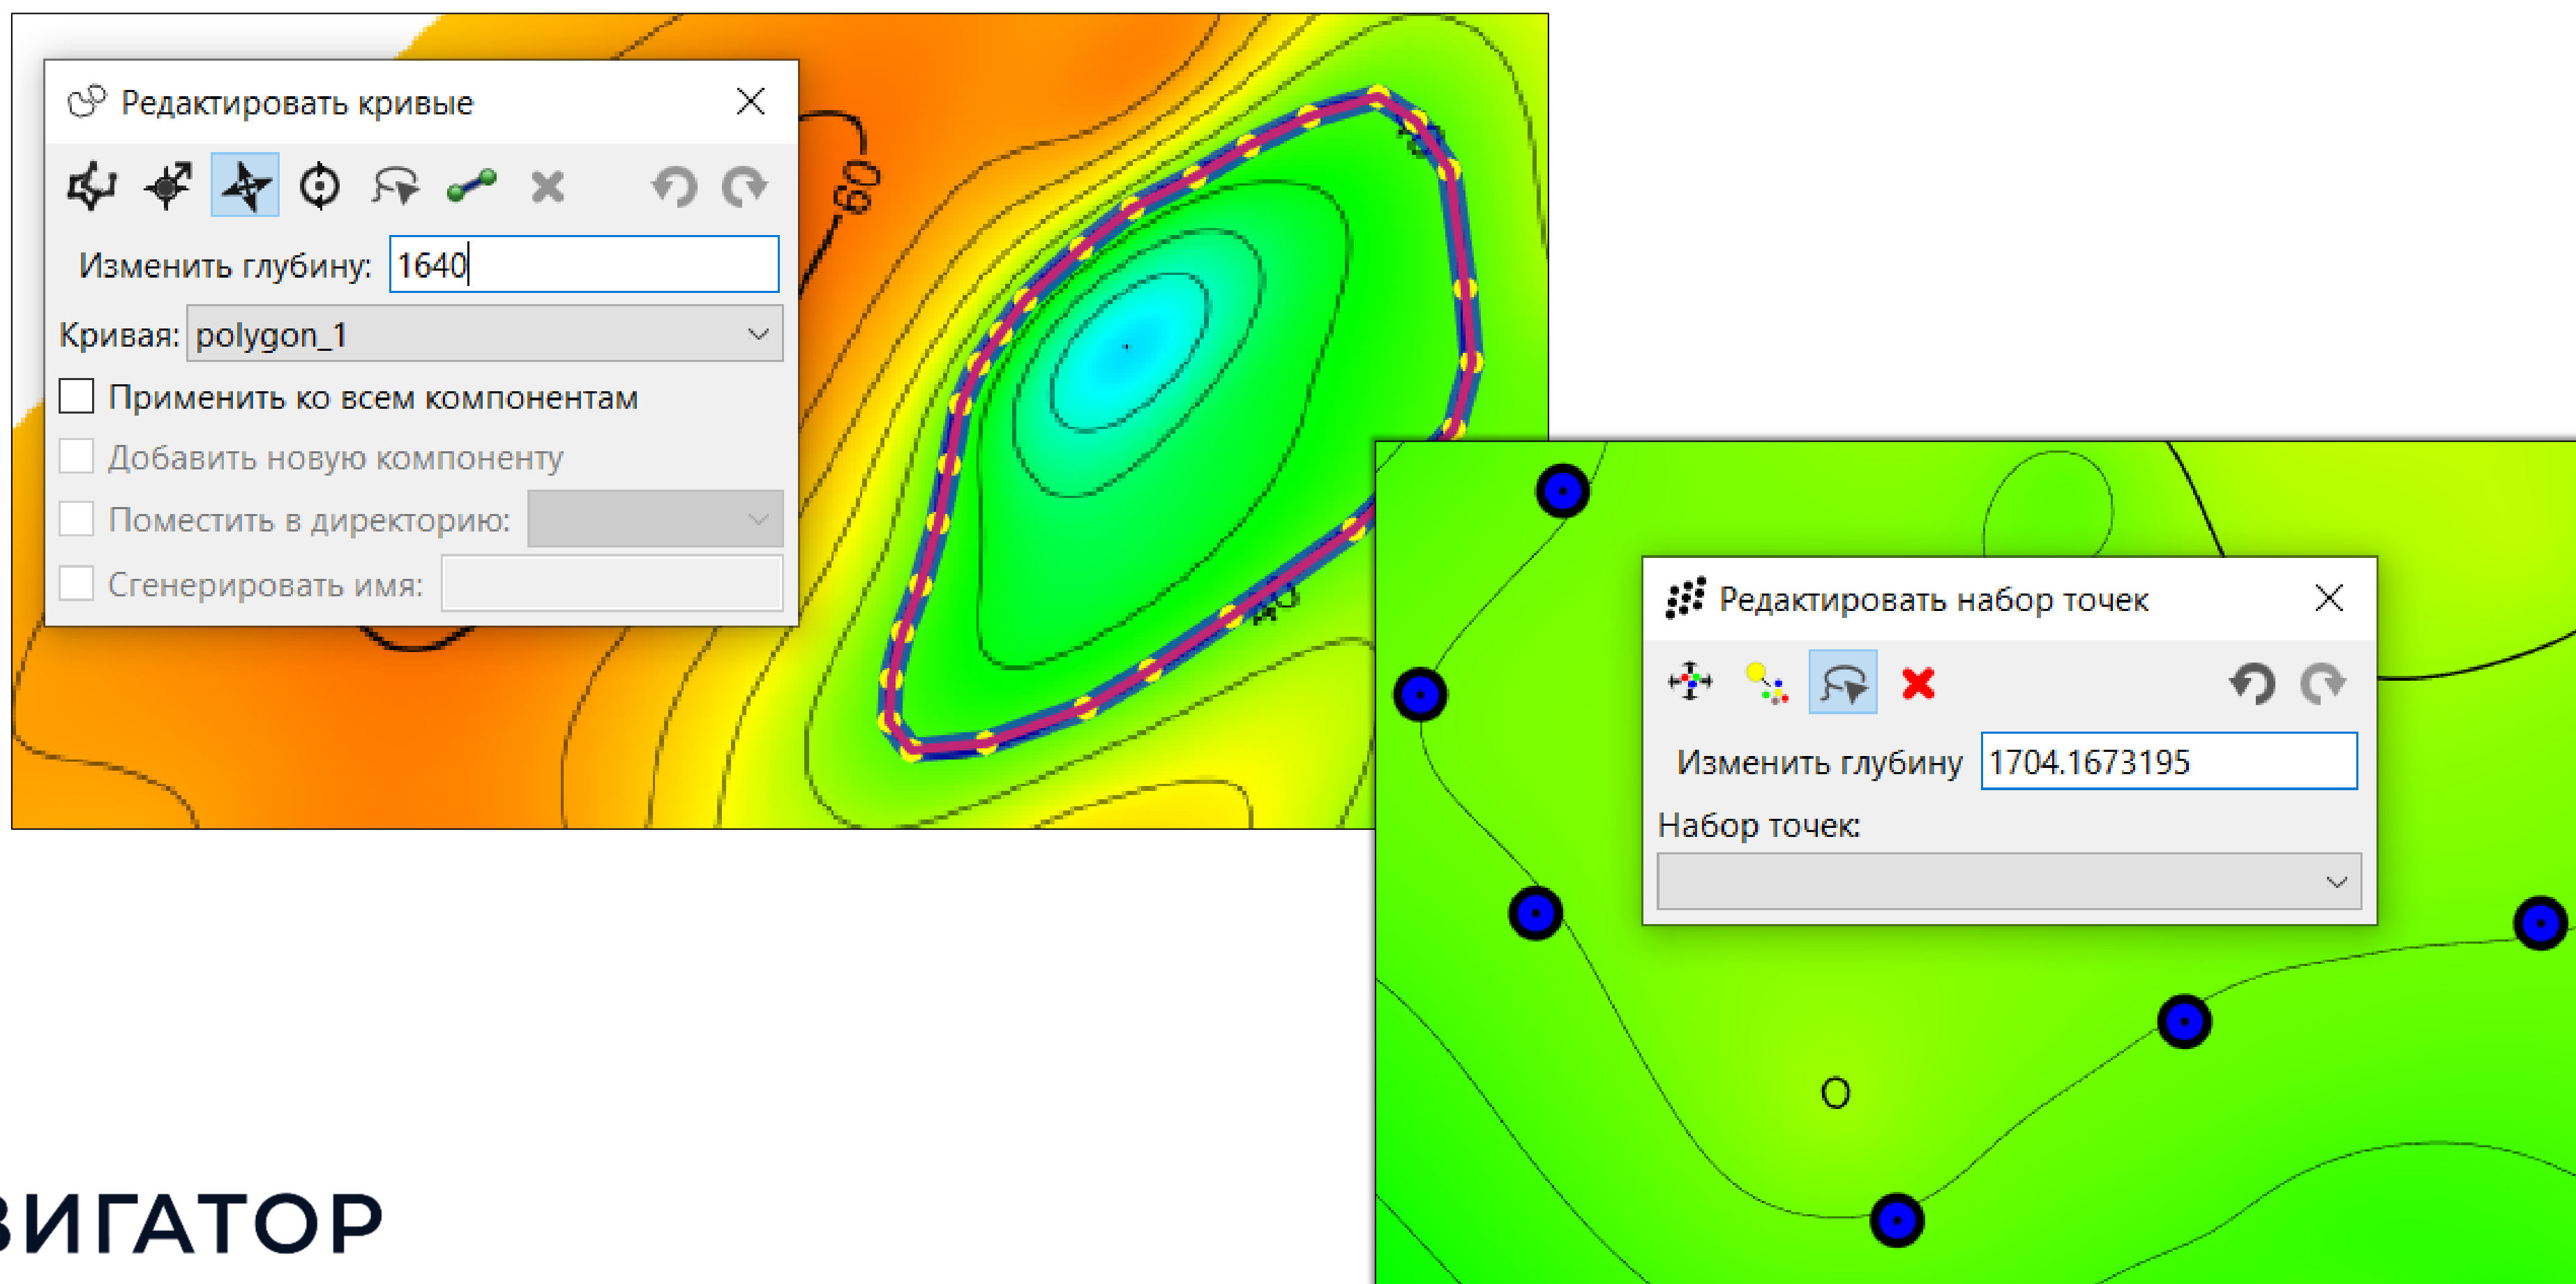 Редактировать кривые
Изменить глубину: 1640
Кривая: polygon_1
Применить ко всем компонентам
Добавить новую компоненту
Поместить в директорию:
Сгенерировать имя:
-60
Редактировать набор точек
Изменить глубину 1704.1673195
Набор точек:
ВИГАТОР